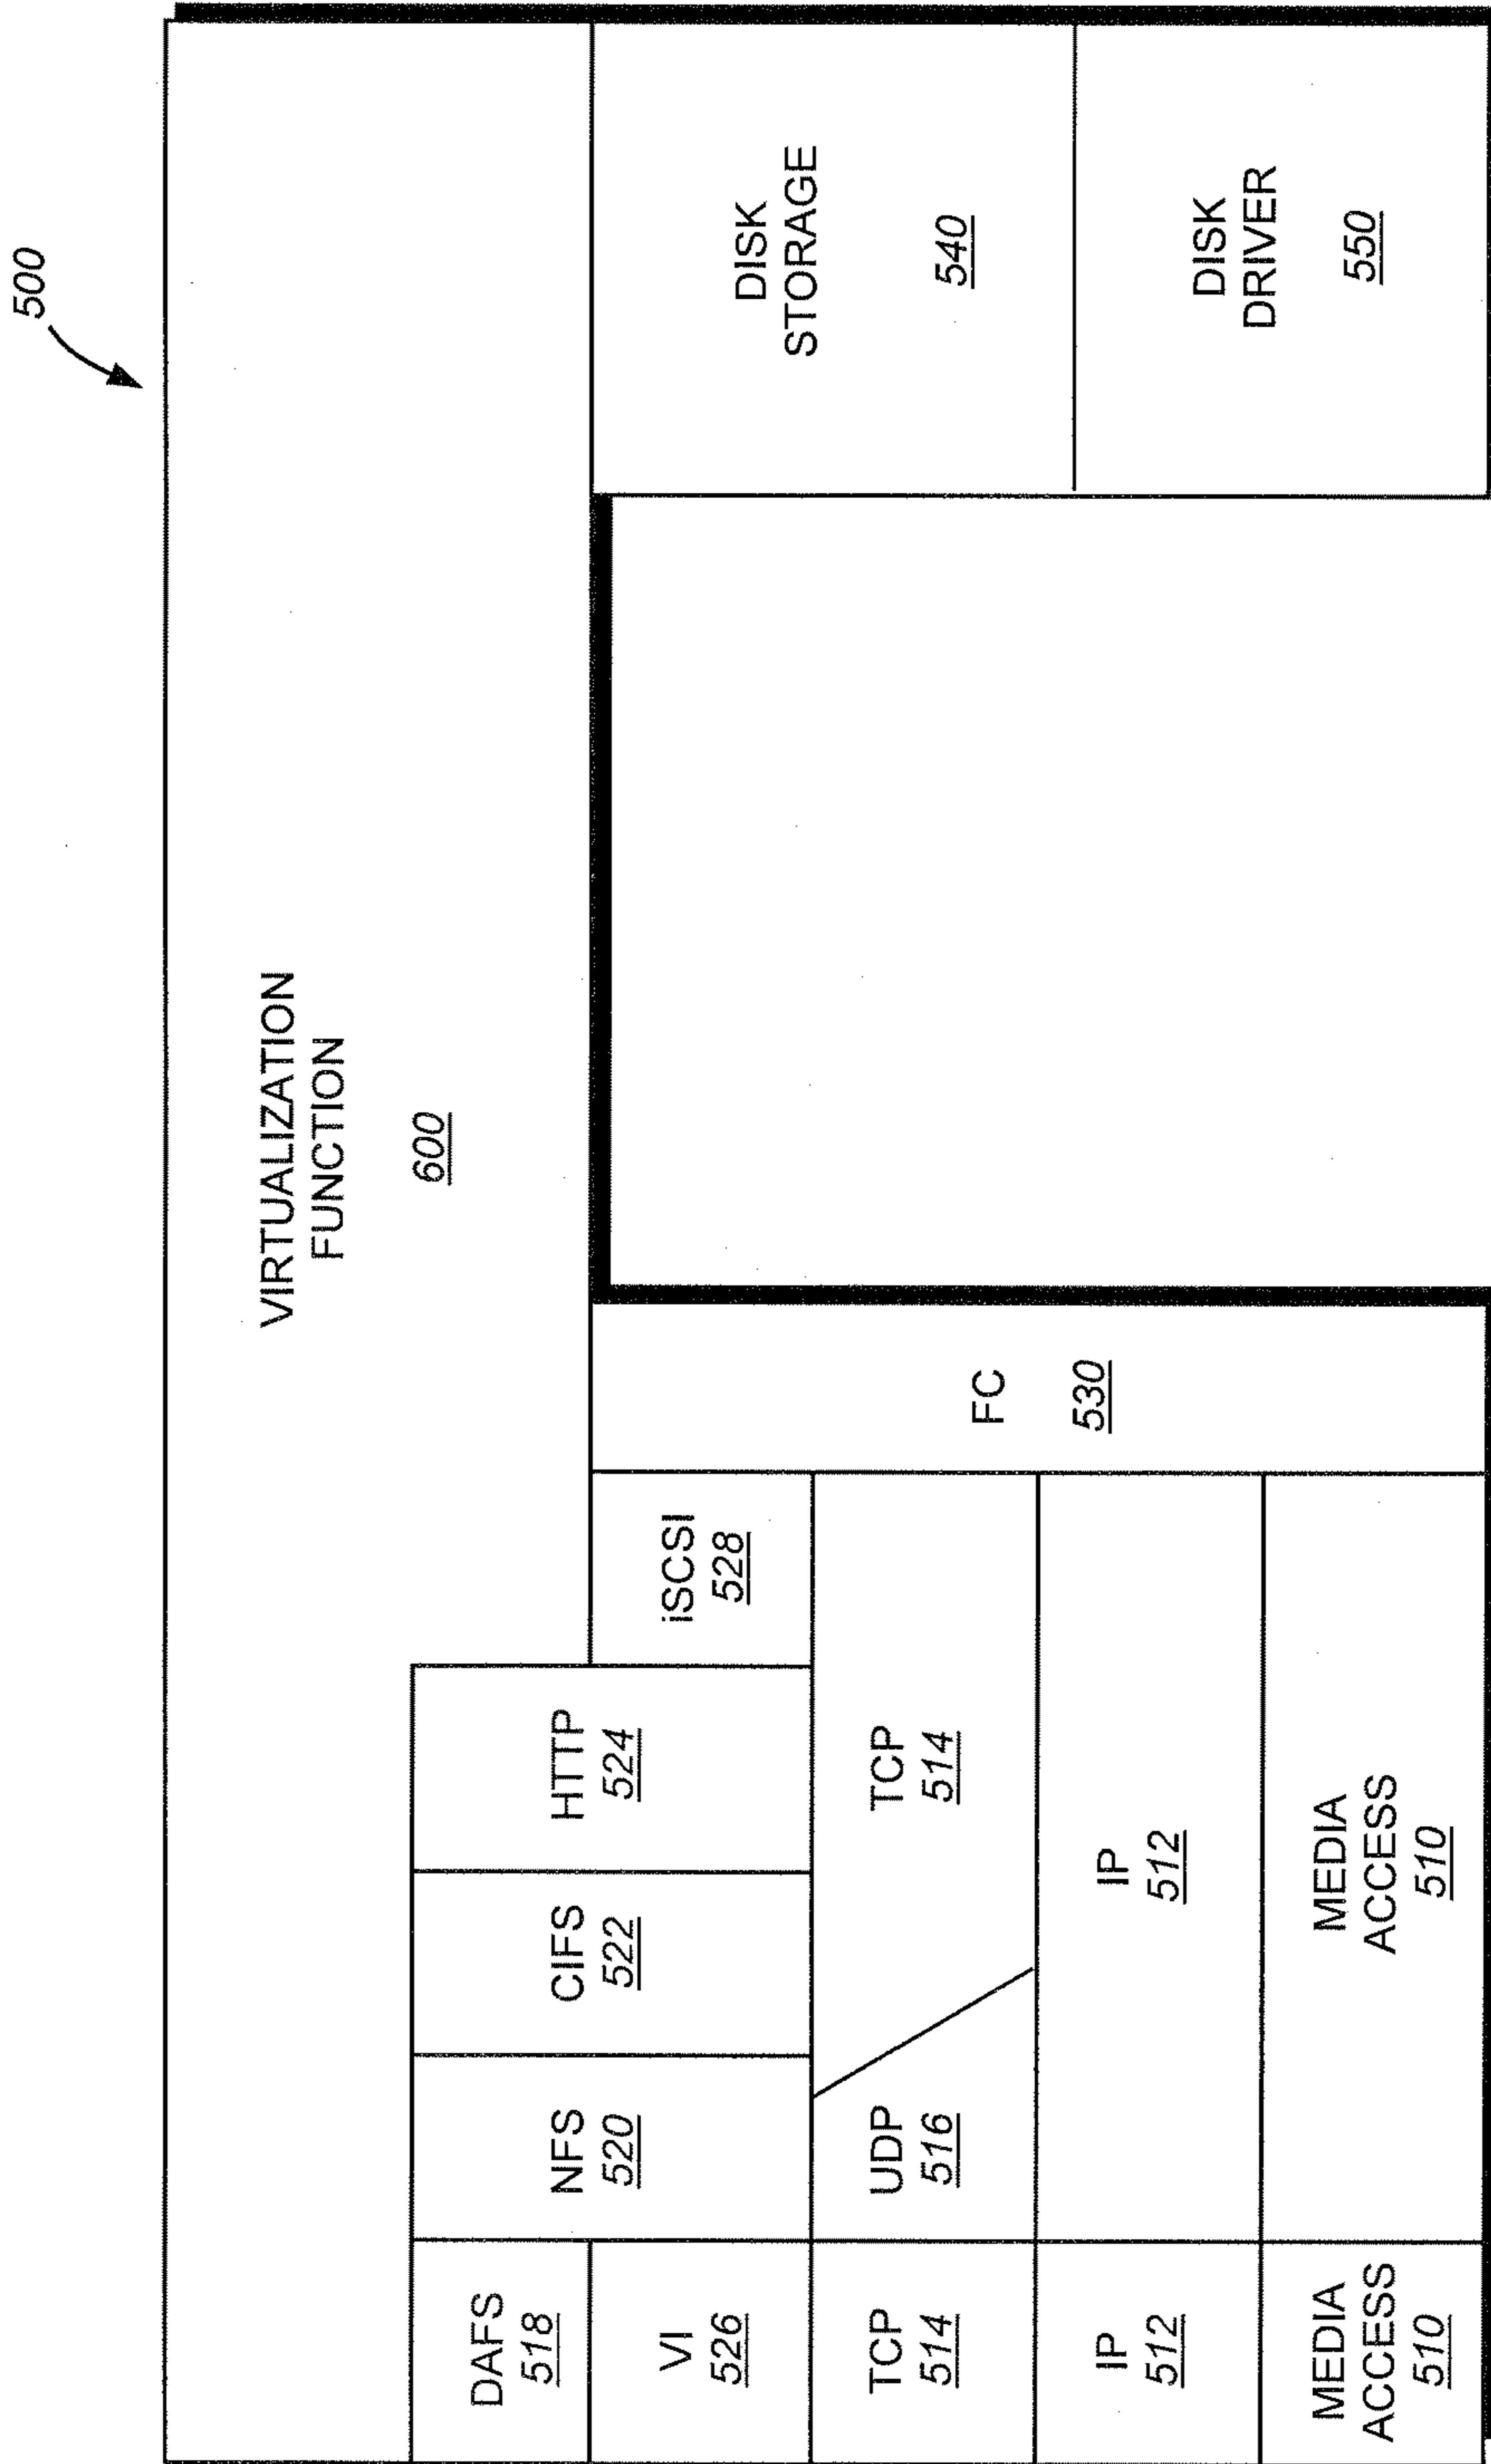 500
VIRTUALIZATION
FUNCTION
600
DAFS
518
VI
526
NFS
520
CIFS
522
HTTP
524
iSCSI
528
TCP
514
UDP
516
TCP
514
IP
512
IP
512
MEDIA
ACCESS
510
MEDIA
ACCESS
510
FC
530
DISK
STORAGE
540
DISK
DRIVER
550